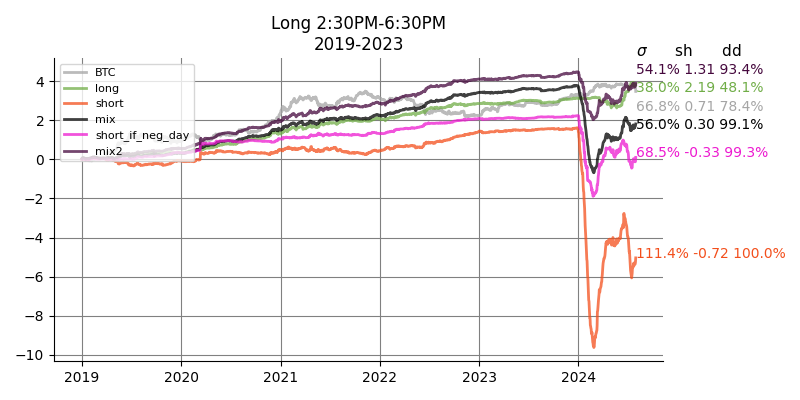 Long 2:30PM-6:30PM
2019-2023
σ sh dd
54.1% 1.31 93.4%
38.0% 2.19 48.1%
66.8% 0.71 78.4%
56.0% 0.30 99.1%
68.5% -0.33 99.3%
111.4% -0.72 100.0%
BTC
long
short
mix
short_if_neg_day
mix2
4
2
0
−2
−4
−6
−8
−10
2019 2020 2021 2022 2023 2024